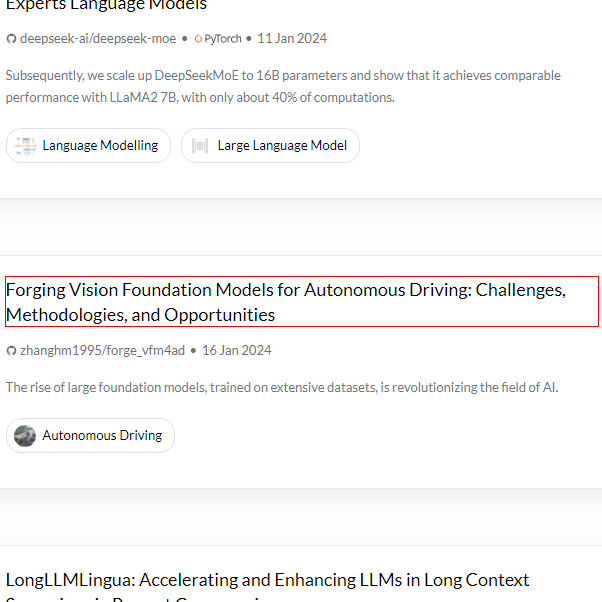 Experts Language Models
deepseek-ai/deepseek-moe • PyTorch • 11 Jan 2024
Subsequently, we scale up DeepSeekMoE to 16B parameters and show that it achieves comparable
performance with LLaMA2 7B, with only about 40% of computations.
Language Modelling Large Language Model
Forging Vision Foundation Models for Autonomous Driving: Challenges,
Methodologies, and Opportunities
zhanghm1995/forge_vfm4ad • 16 Jan 2024
The rise of large foundation models, trained on extensive datasets, is revolutionizing the field of AI.
Autonomous Driving
LongLLMLingua: Accelerating and Enhancing LLMs in Long Context